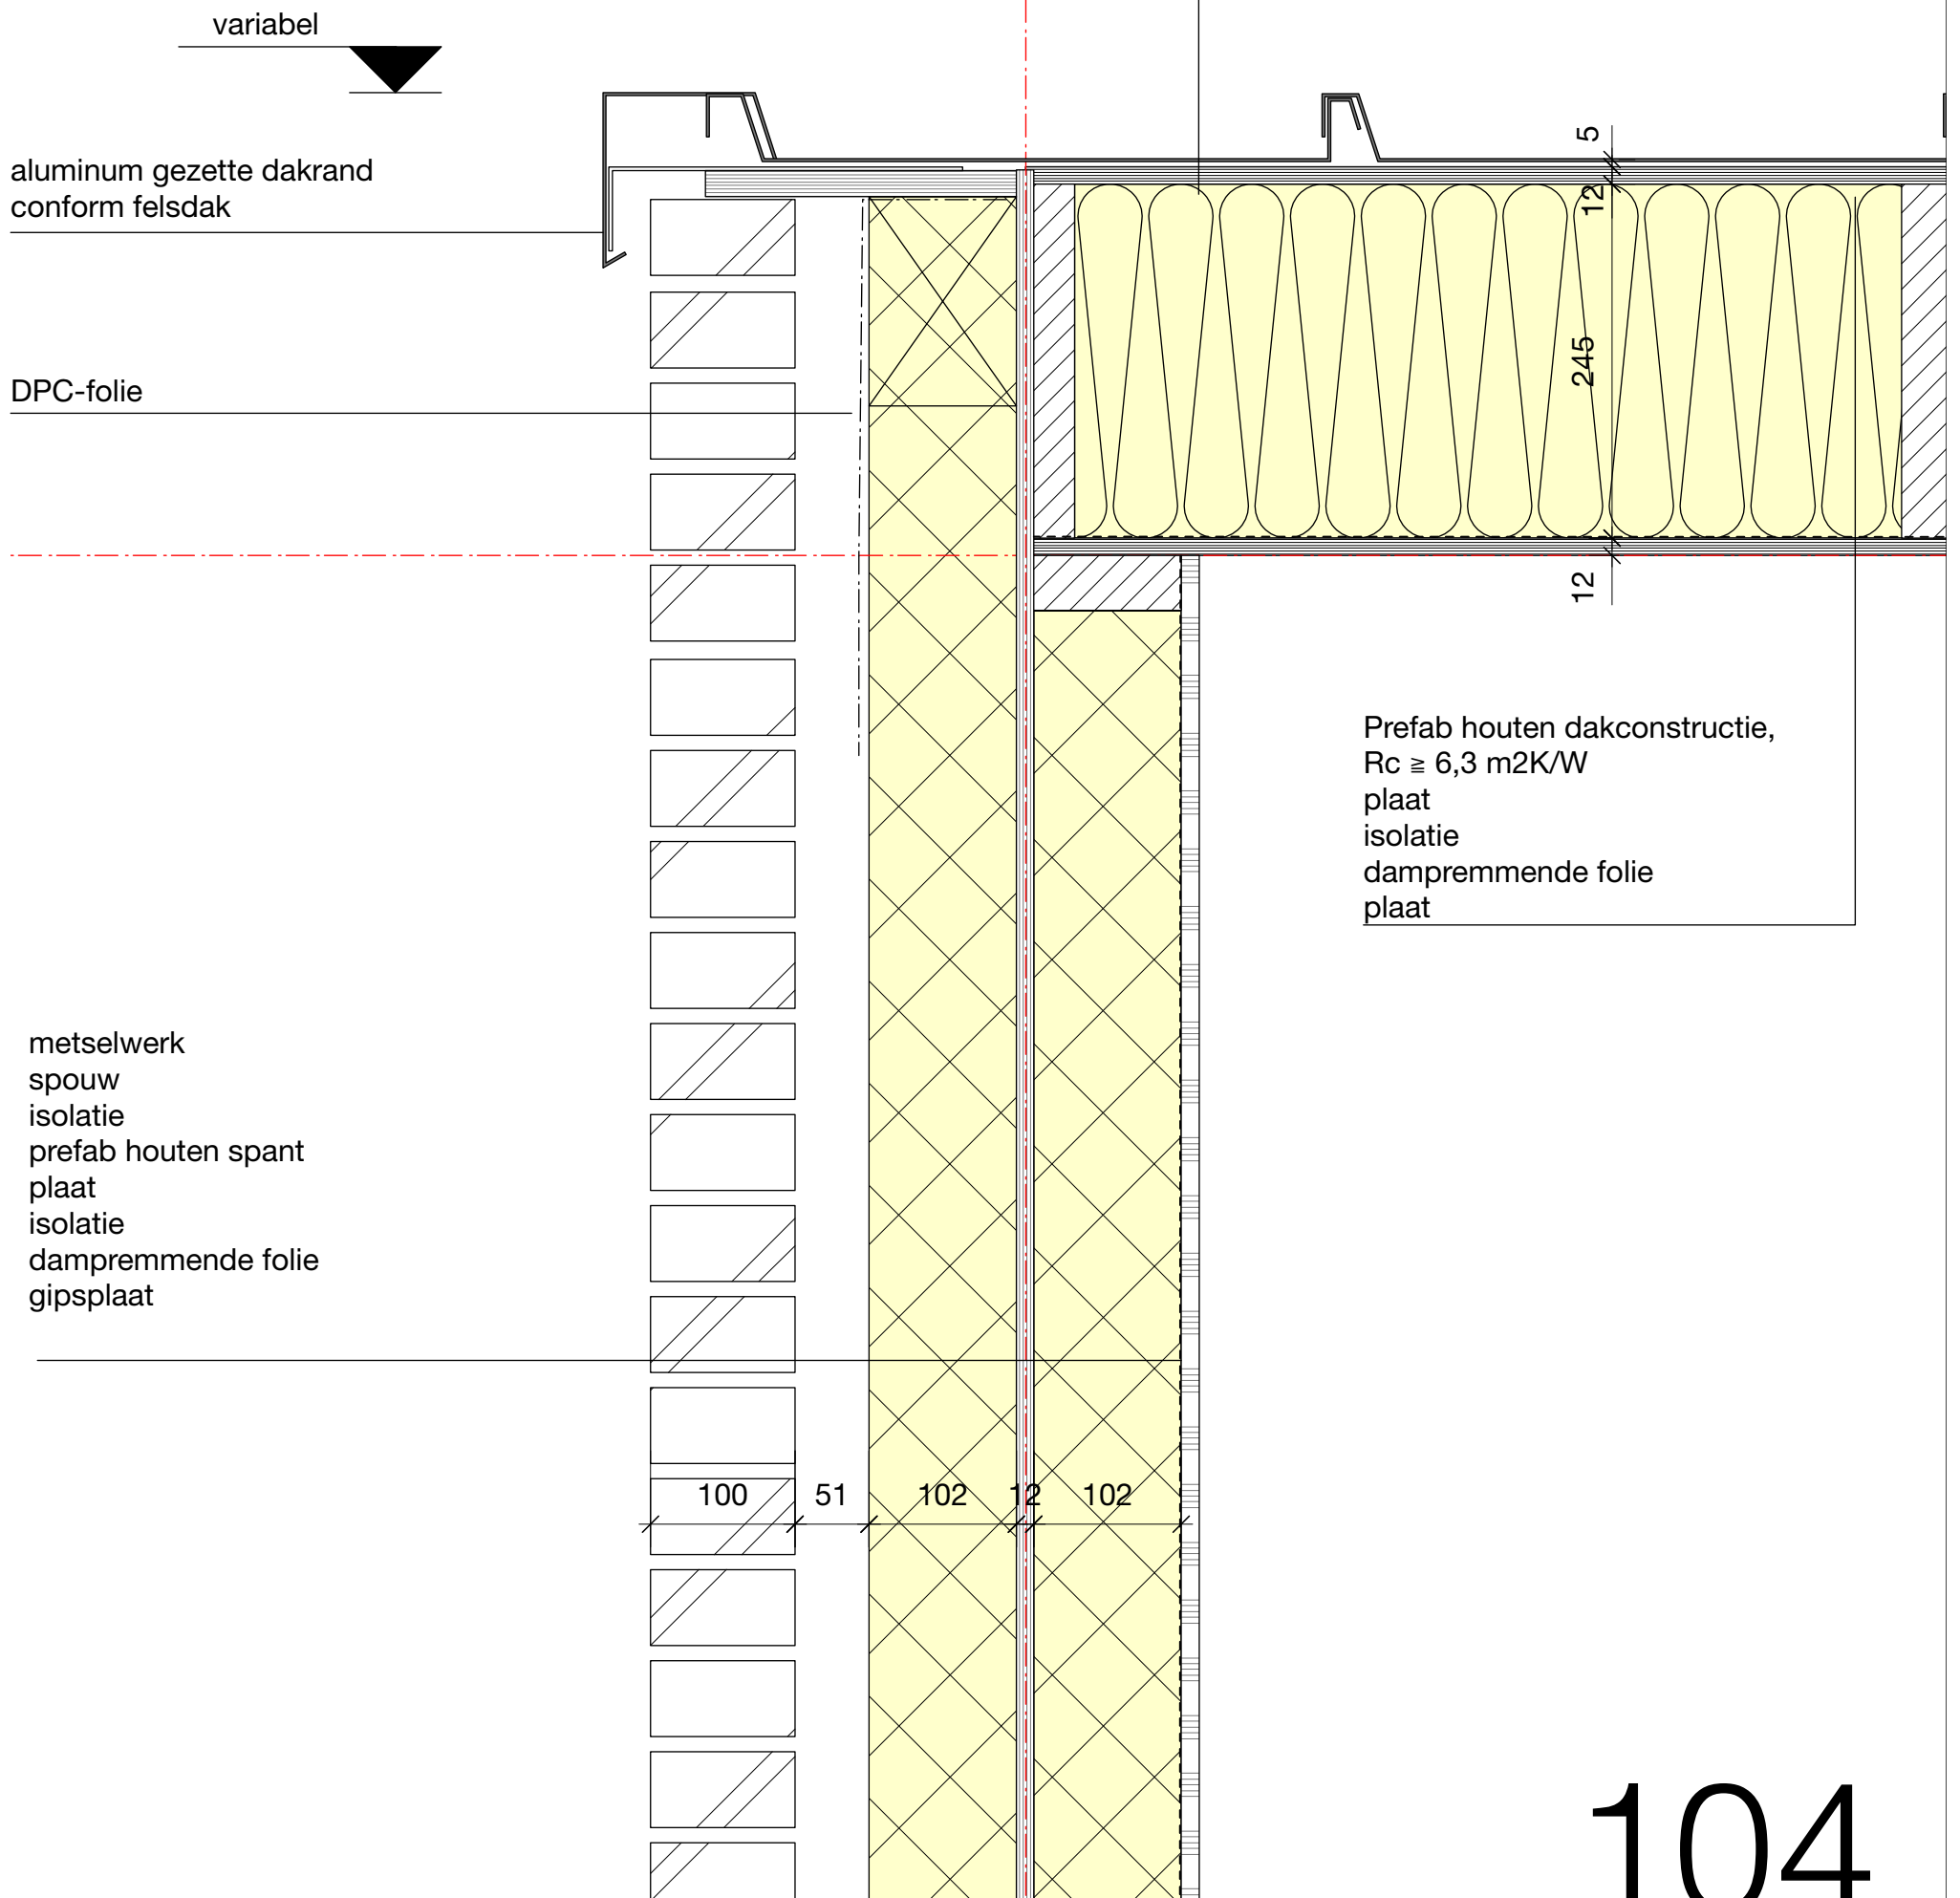 variabel
aluminum gezette dakrand
conform felsdak
DPC-folie
5
12
245
12
Prefab houten dakconstructie,
Rc ≧ 6,3 m2K/W
plaat
isolatie
dampremmende folie
plaat
metselwerk
spouw
isolatie
prefab houten spant
plaat
isolatie
dampremmende folie
gipsplaat
100 51 102 12 102
104